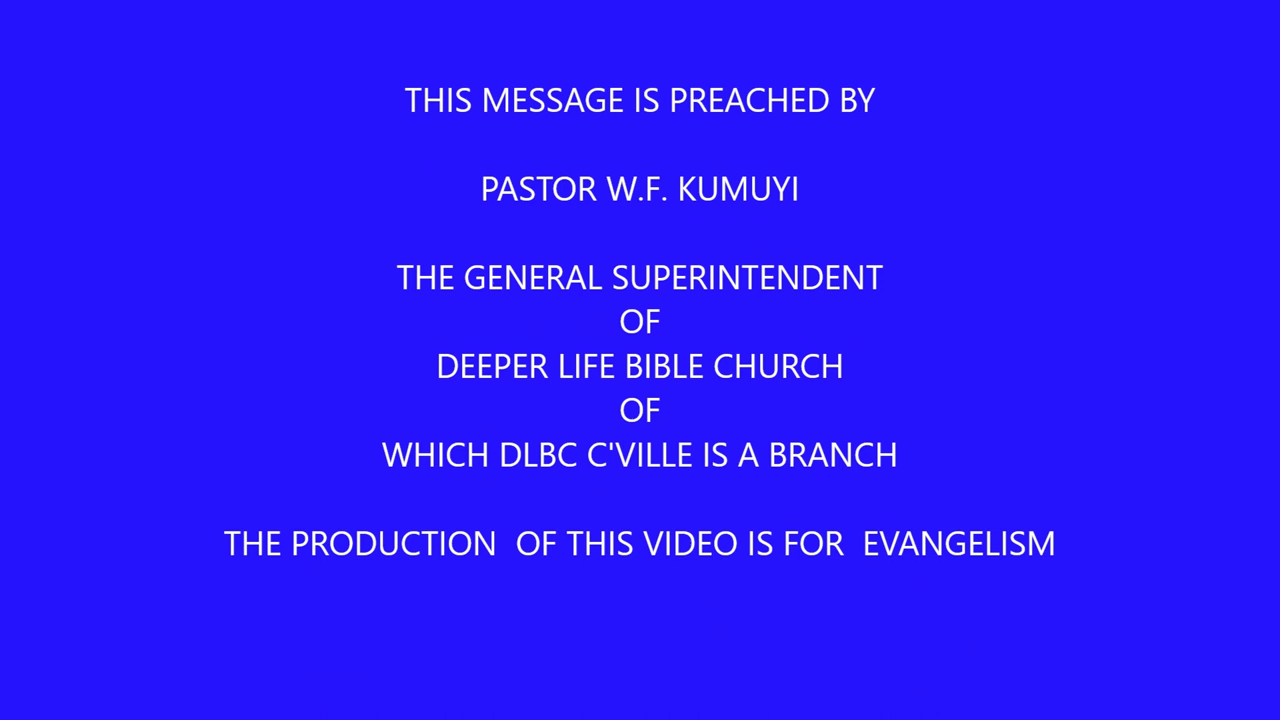 THIS MESSAGE IS PREACHED BY
PASTOR W.F. KUMUYI
THE GENERAL SUPERINTENDENT
OF
DEEPER LIFE BIBLE CHURCH
OF
WHICH DLBC C'VILLE IS A BRANCH
THE PRODUCTION  OF THIS VIDEO IS FOR  EVANGELISM